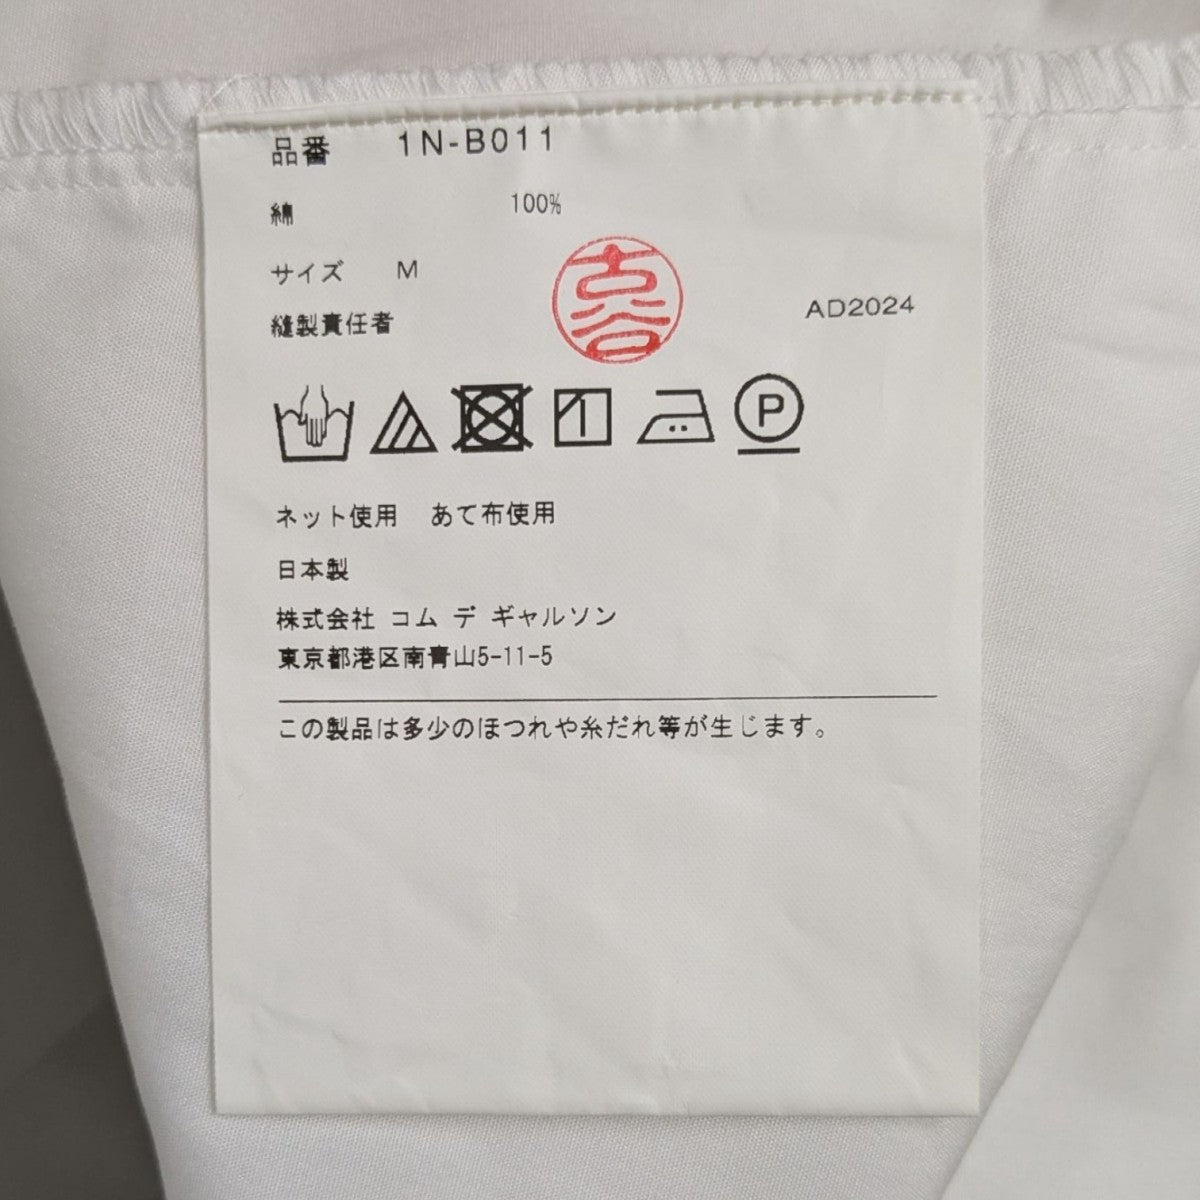 品番 1N-B011
綿 100%
サイズ M
縫製責任者 古谷 AD2024
P
ネット使用 あて布使用
日本製
株式会社 コム デ ギャルソン
東京都港区南青山5-11-5
この製品は多少のほつれや糸だれ等が生じます。